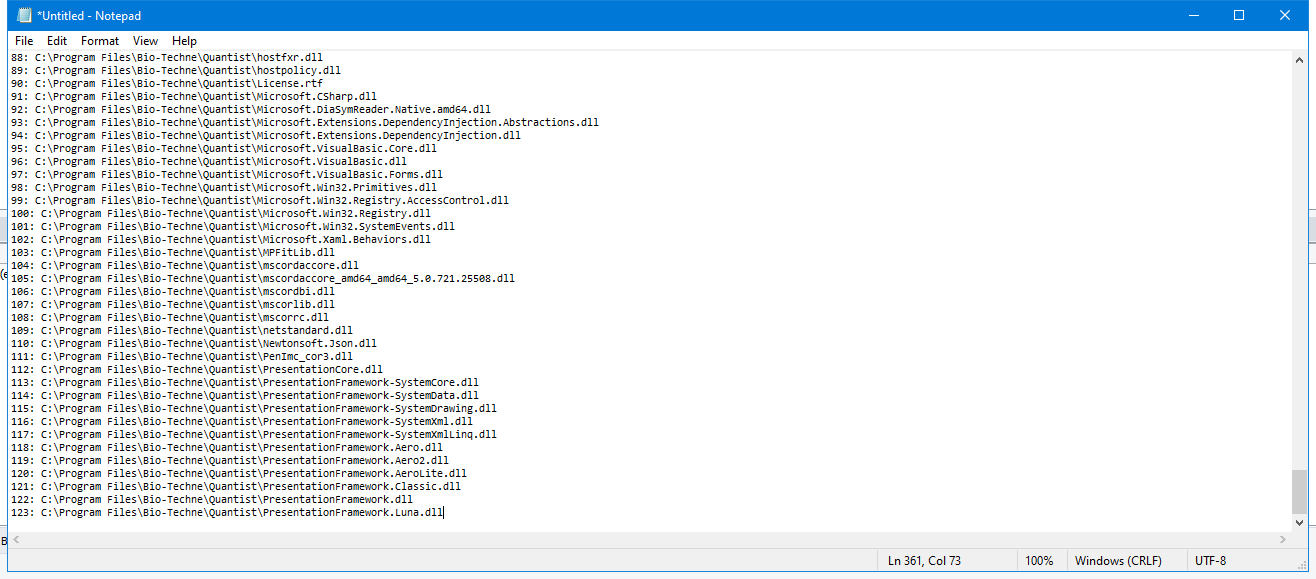 *Untitled - Notepad
File Edit Format View Help
88: C:\Program Files\Bio-Techne\Quantist\hostfxr.dll
89: C:\Program Files\Bio-Techne\Quantist\hostpolicy.dll
90: C:\Program Files\Bio-Techne\Quantist\License.rtf
91: C:\Program Files\Bio-Techne\Quantist\Microsoft.CSharp.dll
92: C:\Program Files\Bio-Techne\Quantist\Microsoft.DiaSymReader.Native.amd64.dll
93: C:\Program Files\Bio-Techne\Quantist\Microsoft.Extensions.DependencyInjection.Abstractions.dll
94: C:\Program Files\Bio-Techne\Quantist\Microsoft.Extensions.DependencyInjection.dll
95: C:\Program Files\Bio-Techne\Quantist\Microsoft.VisualBasic.Core.dll
96: C:\Program Files\Bio-Techne\Quantist\Microsoft.VisualBasic.dll
97: C:\Program Files\Bio-Techne\Quantist\Microsoft.VisualBasic.Forms.dll
98: C:\Program Files\Bio-Techne\Quantist\Microsoft.Win32.Primitives.dll
99: C:\Program Files\Bio-Techne\Quantist\Microsoft.Win32.Registry.AccessControl.dll
100: C:\Program Files\Bio-Techne\Quantist\Microsoft.Win32.Registry.dll
101: C:\Program Files\Bio-Techne\Quantist\Microsoft.Win32.SystemEvents.dll
102: C:\Program Files\Bio-Techne\Quantist\Microsoft.Xaml.Behaviors.dll
103: C:\Program Files\Bio-Techne\Quantist\MPFitLib.dll
104: C:\Program Files\Bio-Techne\Quantist\mscordaccore.dll
105: C:\Program Files\Bio-Techne\Quantist\mscordaccore_amd64_amd64_5.0.721.25508.dll
106: C:\Program Files\Bio-Techne\Quantist\mscordbi.dll
107: C:\Program Files\Bio-Techne\Quantist\mscorlib.dll
108: C:\Program Files\Bio-Techne\Quantist\mscorrc.dll
109: C:\Program Files\Bio-Techne\Quantist\netstandard.dll
110: C:\Program Files\Bio-Techne\Quantist\Newtonsoft.Json.dll
111: C:\Program Files\Bio-Techne\Quantist\PenImc_cor3.dll
112: C:\Program Files\Bio-Techne\Quantist\PresentationCore.dll
113: C:\Program Files\Bio-Techne\Quantist\PresentationFramework-SystemCore.dll
114: C:\Program Files\Bio-Techne\Quantist\PresentationFramework-SystemData.dll
115: C:\Program Files\Bio-Techne\Quantist\PresentationFramework-SystemDrawing.dll
116: C:\Program Files\Bio-Techne\Quantist\PresentationFramework-SystemXml.dll
117: C:\Program Files\Bio-Techne\Quantist\PresentationFramework-SystemXmlLinq.dll
118: C:\Program Files\Bio-Techne\Quantist\PresentationFramework.Aero.dll
119: C:\Program Files\Bio-Techne\Quantist\PresentationFramework.Aero2.dll
120: C:\Program Files\Bio-Techne\Quantist\PresentationFramework.AeroLite.dll
121: C:\Program Files\Bio-Techne\Quantist\PresentationFramework.Classic.dll
122: C:\Program Files\Bio-Techne\Quantist\PresentationFramework.dll
123: C:\Program Files\Bio-Techne\Quantist\PresentationFramework.Luna.dll
Ln 361, Col 73 100% Windows (CRLF) UTF-8